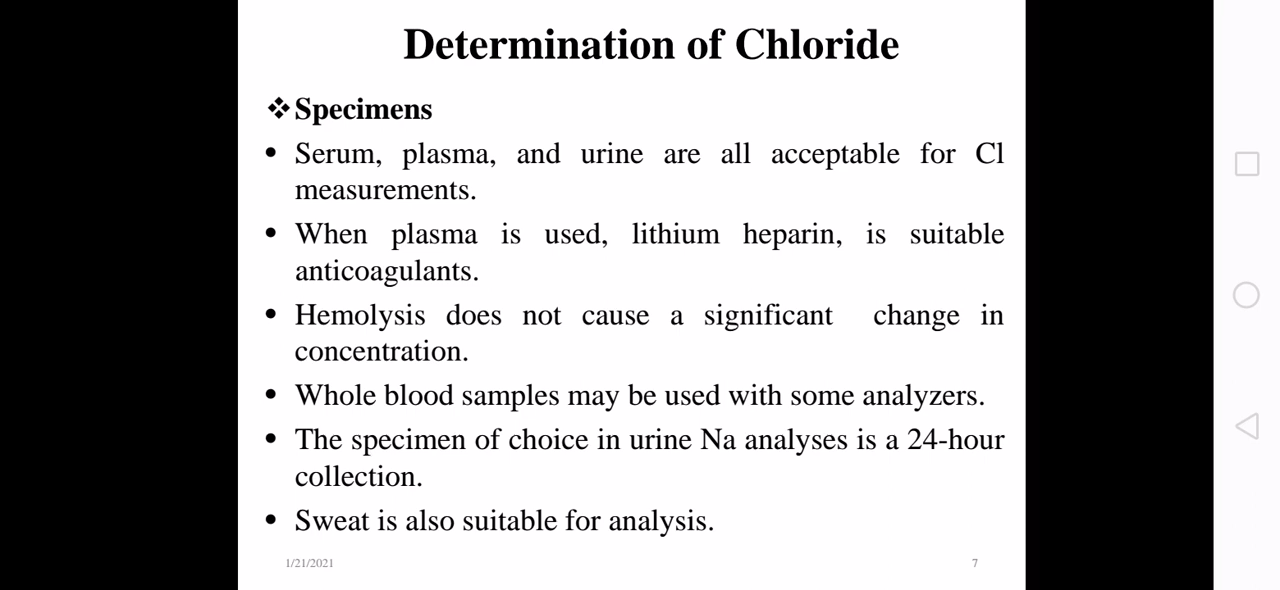 Determination of Chloride
❖Specimens
• Serum, plasma, and urine are all acceptable for Cl
measurements.
• When plasma is used, lithium heparin, is suitable
anticoagulants.
• Hemolysis does not cause a significant change in
concentration.
• Whole blood samples may be used with some analyzers.
• The specimen of choice in urine Na analyses is a 24-hour
collection.
• Sweat is also suitable for analysis.
1/21/2021 7